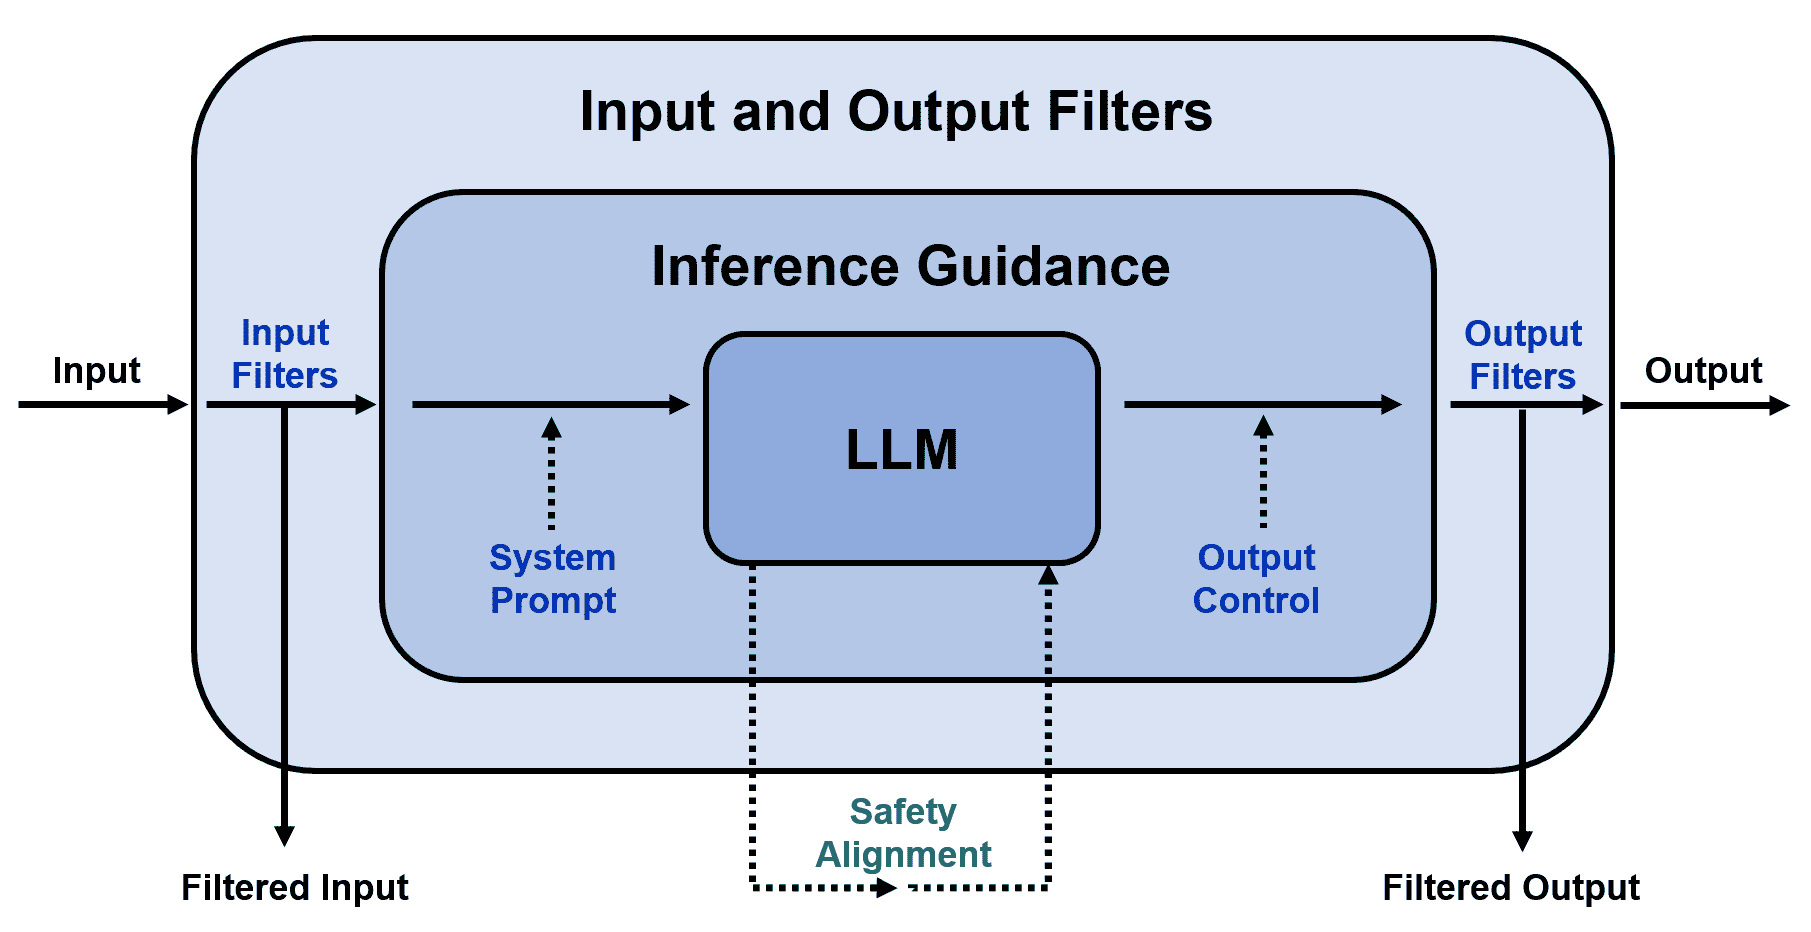 Input and Output Filters
Inference Guidance
Input
Input
Filters
LLM
Output
Filters
Output
System
Prompt
Output
Control
Safety
Alignment
Filtered Input
Filtered Output